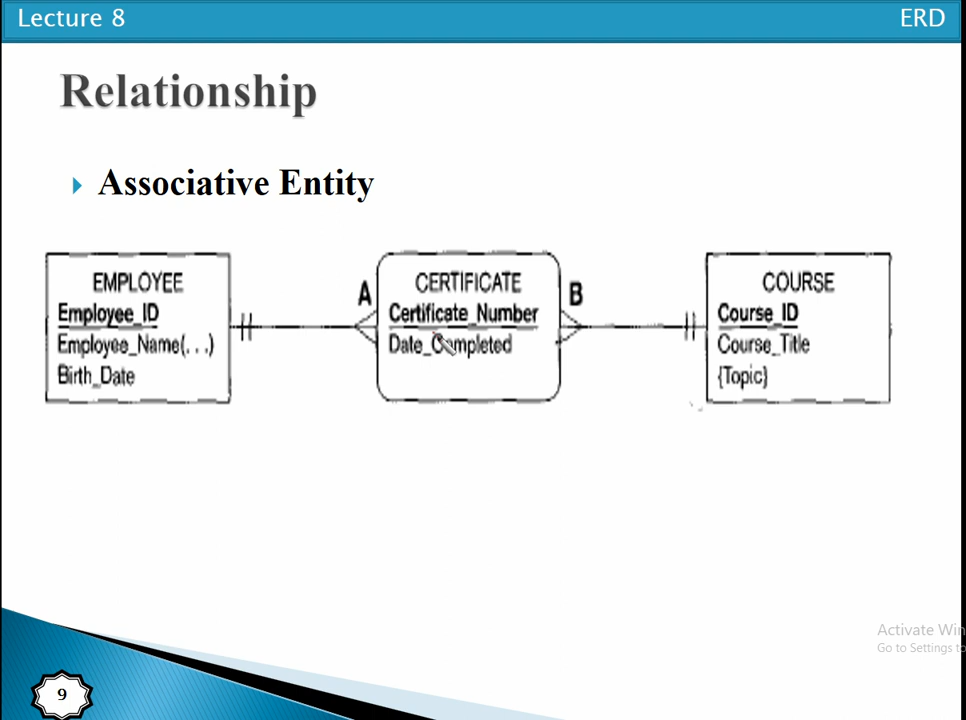 Lecture 8
ERD
Relationship
Associative Entity
EMPLOYEE
Employee_ID
Employee_Name(. . .)
Birth_Date
A
CERTIFICATE
Certificate_Number
Date_Completed
B
COURSE
Course_ID
Course_Title
{Topic}
Activate Win
Go to Settings to
9